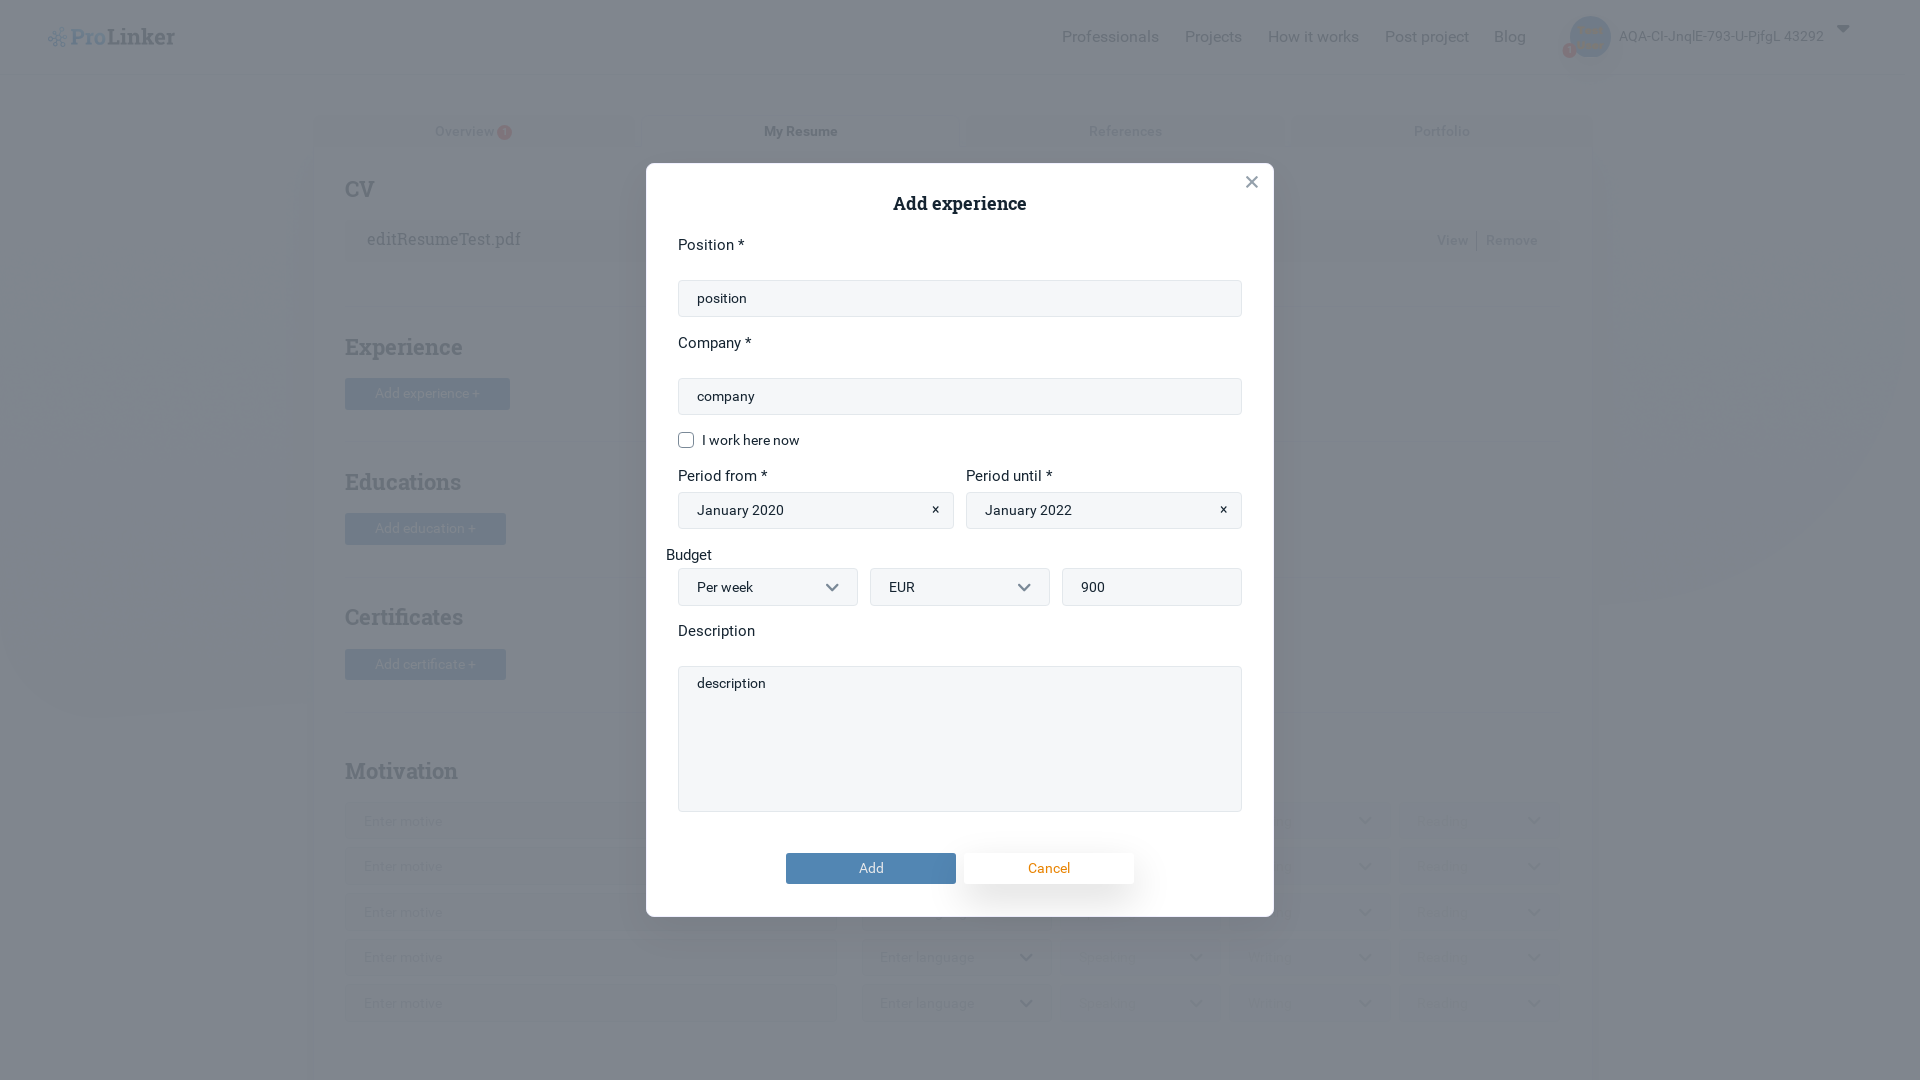 ProLinker
Professionals
Projects
How it works
Post project
Blog
1
AQA-CI-JnqlE-793-U-PjfgL 43292
Overview 1
My Resume
References
Portfolio
CV
editResumeTest.pdf
View
Remove
Experience
Add experience +
Educations
Add education +
Certificates
Add certificate +
Motivation
Enter motive
Enter motive
Enter motive
Enter motive
Enter language
Enter motive
Enter language
×
Add experience
Position *
position
Company *
company
I work here now
Period from *
Period until *
January 2020 ×
January 2022 ×
Budget
Per week
EUR
900
Description
description
Add
Cancel